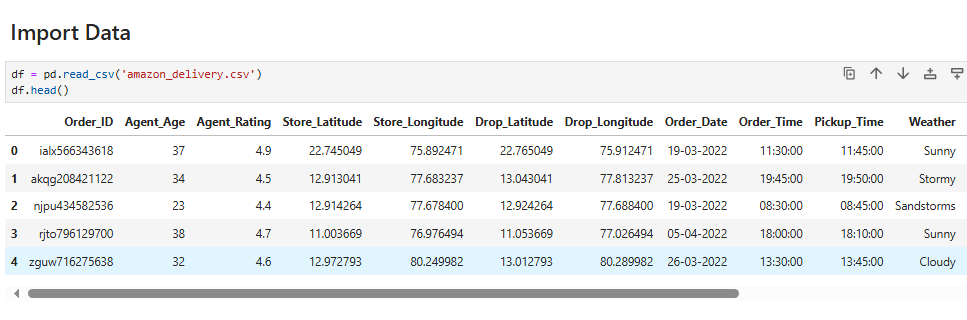 Import Data
df = pd.read_csv('amazon_delivery.csv')
df.head()
Order_ID Agent_Age Agent_Rating Store_Latitude Store_Longitude Drop_Latitude Drop_Longitude Order_Date Order_Time Pickup_Time Weather
0 ialx566343618 37 4.9 22.745049 75.892471 22.765049 75.912471 19-03-2022 11:30:00 11:45:00 Sunny
1 akqg208421122 34 4.5 12.913041 77.683237 13.043041 77.813237 25-03-2022 19:45:00 19:50:00 Stormy
2 njpu434582536 23 4.4 12.914264 77.678400 12.924264 77.688400 19-03-2022 08:30:00 08:45:00 Sandstorms
3 rjto796129700 38 4.7 11.003669 76.976494 11.053669 77.026494 05-04-2022 18:00:00 18:10:00 Sunny
4 zguw716275638 32 4.6 12.972793 80.249982 13.012793 80.289982 26-03-2022 13:30:00 13:45:00 Cloudy